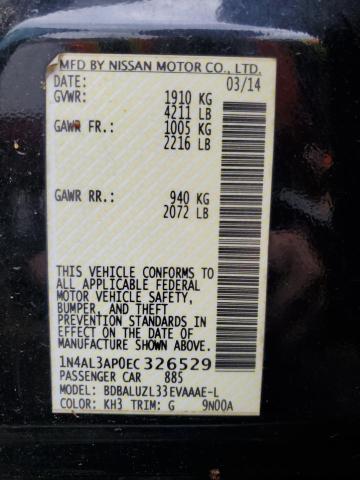 MFD BY NISSAN MOTOR CO., LTD.
DATE: 03/14
GVWR: 1910 KG
4211 LB
GAWR FR.: 1005 KG
2216 LB
GAWR RR.: 940 KG
2072 LB
THIS VEHICLE CONFORMS TO
ALL APPLICABLE FEDERAL
MOTOR VEHICLE SAFETY,
BUMPER, AND THEFT
PREVENTION STANDARDS IN
EFFECT ON THE DATE OF
MANUFACTURE SHOWN ABOVE.
1N4AL3AP0EC326529
PASSENGER CAR 885
MODEL: BDBALUZL33EVAAAE-L
COLOR: KH3 TRIM: G 9N00A